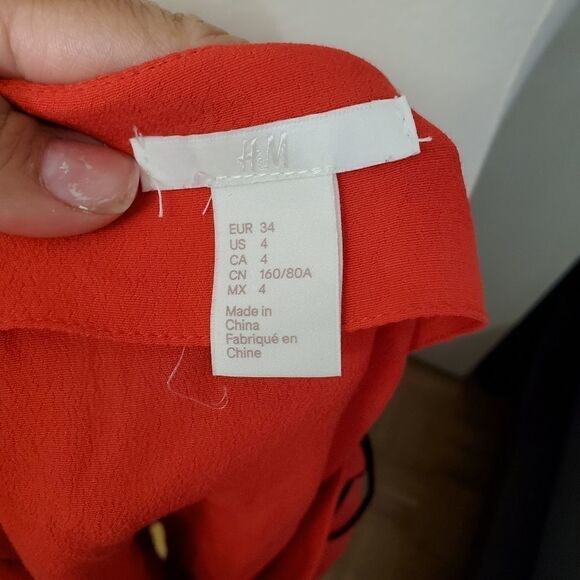 H&M
EUR 34
US 4
CA 4
CN 160/80A
MX 4
Made in
China
Fabriqué en
Chine